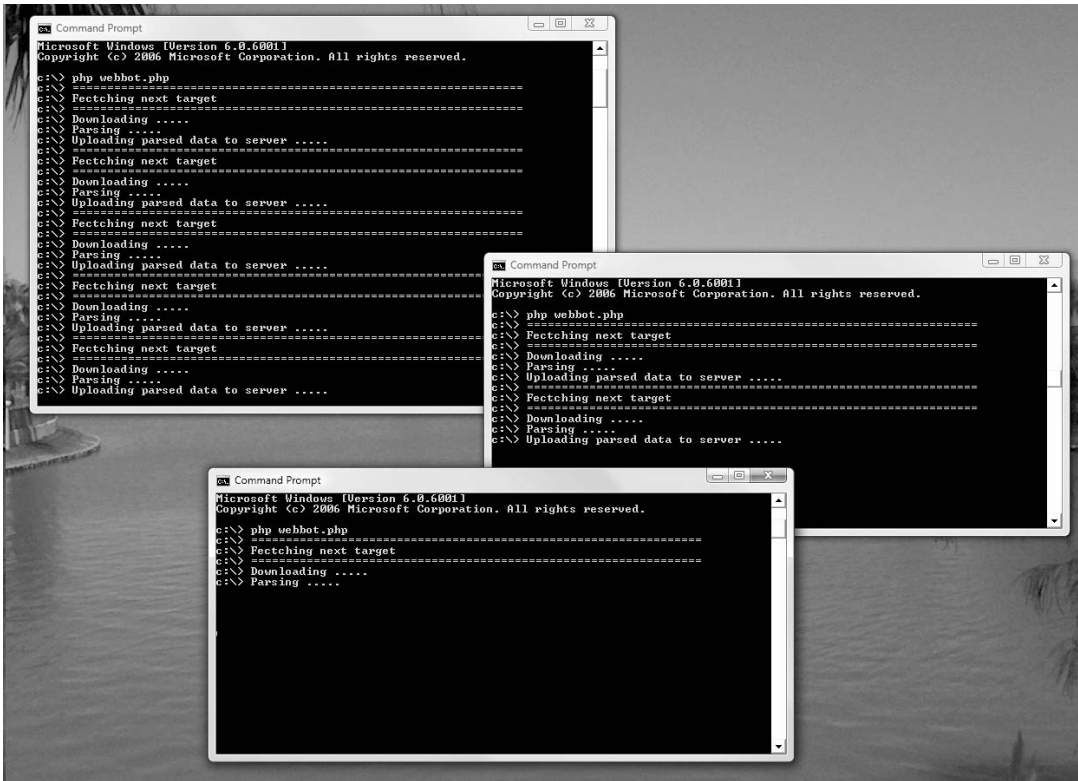 Command Prompt
Microsoft Windows [Version 6.0.6001]
Copyright (c) 2006 Microsoft Corporation. All rights reserved.
c:\> php webbot.php
c:\> =================================================================
c:\> Fectching next target
c:\> =================================================================
c:\> Downloading .....
c:\> Parsing .....
c:\> Uploading parsed data to server .....
c:\> =================================================================
c:\> Fectching next target
c:\> =================================================================
c:\> Downloading .....
c:\> Parsing .....
c:\> Uploading parsed data to server .....
c:\> =================================================================
c:\> Fectching next target
c:\> =================================================================
c:\> Downloading .....
c:\> Parsing .....
c:\> Uploading parsed data to server .....
c:\> ===========================================================
c:\> Fectching next target
c:\> ===========================================================
c:\> Downloading .....
c:\> Parsing .....
c:\> Uploading parsed data to server .....
c:\> ===========================================================
c:\> Fectching next target
c:\> ===========================================================
c:\> Downloading .....
c:\> Parsing .....
c:\> Uploading parsed data to server .....
Command Prompt
Microsoft Windows [Version 6.0.6001]
Copyright (c) 2006 Microsoft Corporation. All rights reserved.
c:\> php webbot.php
c:\> =================================================================
c:\> Fectching next target
c:\> =================================================================
c:\> Downloading .....
c:\> Parsing .....
c:\> Uploading parsed data to server .....
c:\> =================================================================
c:\> Fectching next target
c:\> =================================================================
c:\> Downloading .....
c:\> Parsing .....
c:\> Uploading parsed data to server .....
Command Prompt
Microsoft Windows [Version 6.0.6001]
Copyright (c) 2006 Microsoft Corporation. All rights reserved.
c:\> php webbot.php
c:\> =================================================================
c:\> Fectching next target
c:\> =================================================================
c:\> Downloading .....
c:\> Parsing .....